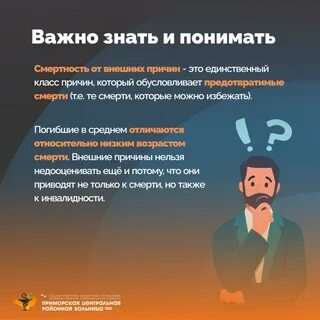 Важно знать и понимать
Смертность от внешних причин - это единственный
класс причин, который обусловливает предотвратимые
смерти (т.е. те смерти, которые можно избежать).
Погибшие в среднем отличаются
относительно низким возрастом
смерти. Внешние причины нельзя
недооценивать ещё и потому, что они
приводят не только к смерти, но также
к инвалидности.
! ?
ПРИМОРСКАЯ ЦЕНТРАЛЬНАЯ
РАЙОННАЯ БОЛЬНИЦА